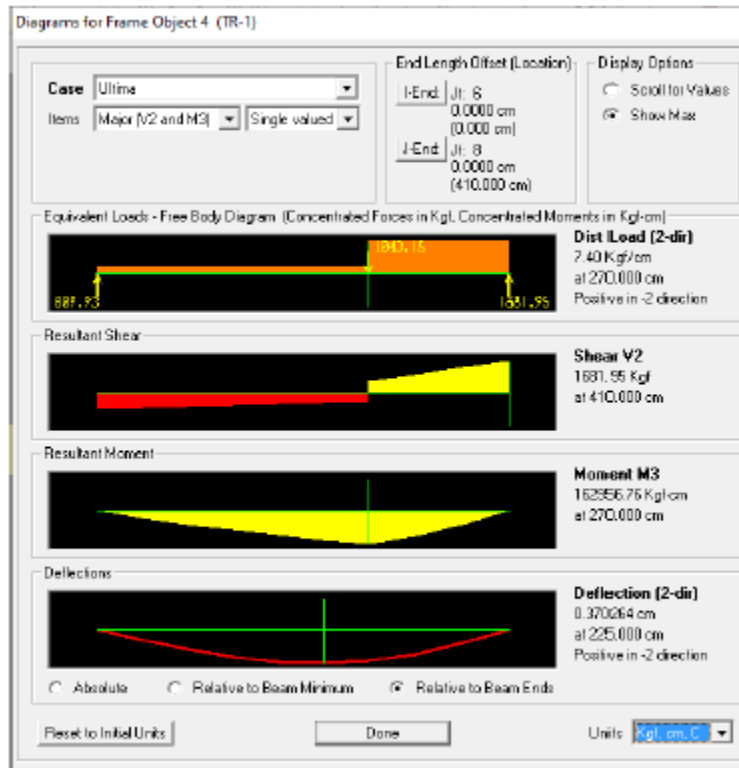 Diagrams for Frame Object 4 (TR-1)
Case Ultima
Items Major (V2 and M3) Single valued
End Length Offset (Location)
I-End: Jt: 6
0.0000 cm
(0.000 cm)
J-End: Jt: 8
0.0000 cm
(410.000 cm)
Display Options
Scroll for Values
Show Max
Equivalent Loads - Free Body Diagram (Concentrated Forces in Kgf, Concentrated Moments in Kgf-cm)
1681.95
Dist Load (2-dir)
7.40 Kgf/cm
at 270.000 cm
Positive in -2 direction
Resultant Shear
Shear V2
1681.95 Kgf
at 410.000 cm
Resultant Moment
Moment M3
162956.76 Kgf-cm
at 270.000 cm
Deflections
Deflection (2-dir)
0.370264 cm
at 225.000 cm
Positive in -2 direction
Absolute Relative to Beam Minimum Relative to Beam Ends
Reset to Initial Units Done Units Kgf, cm, C